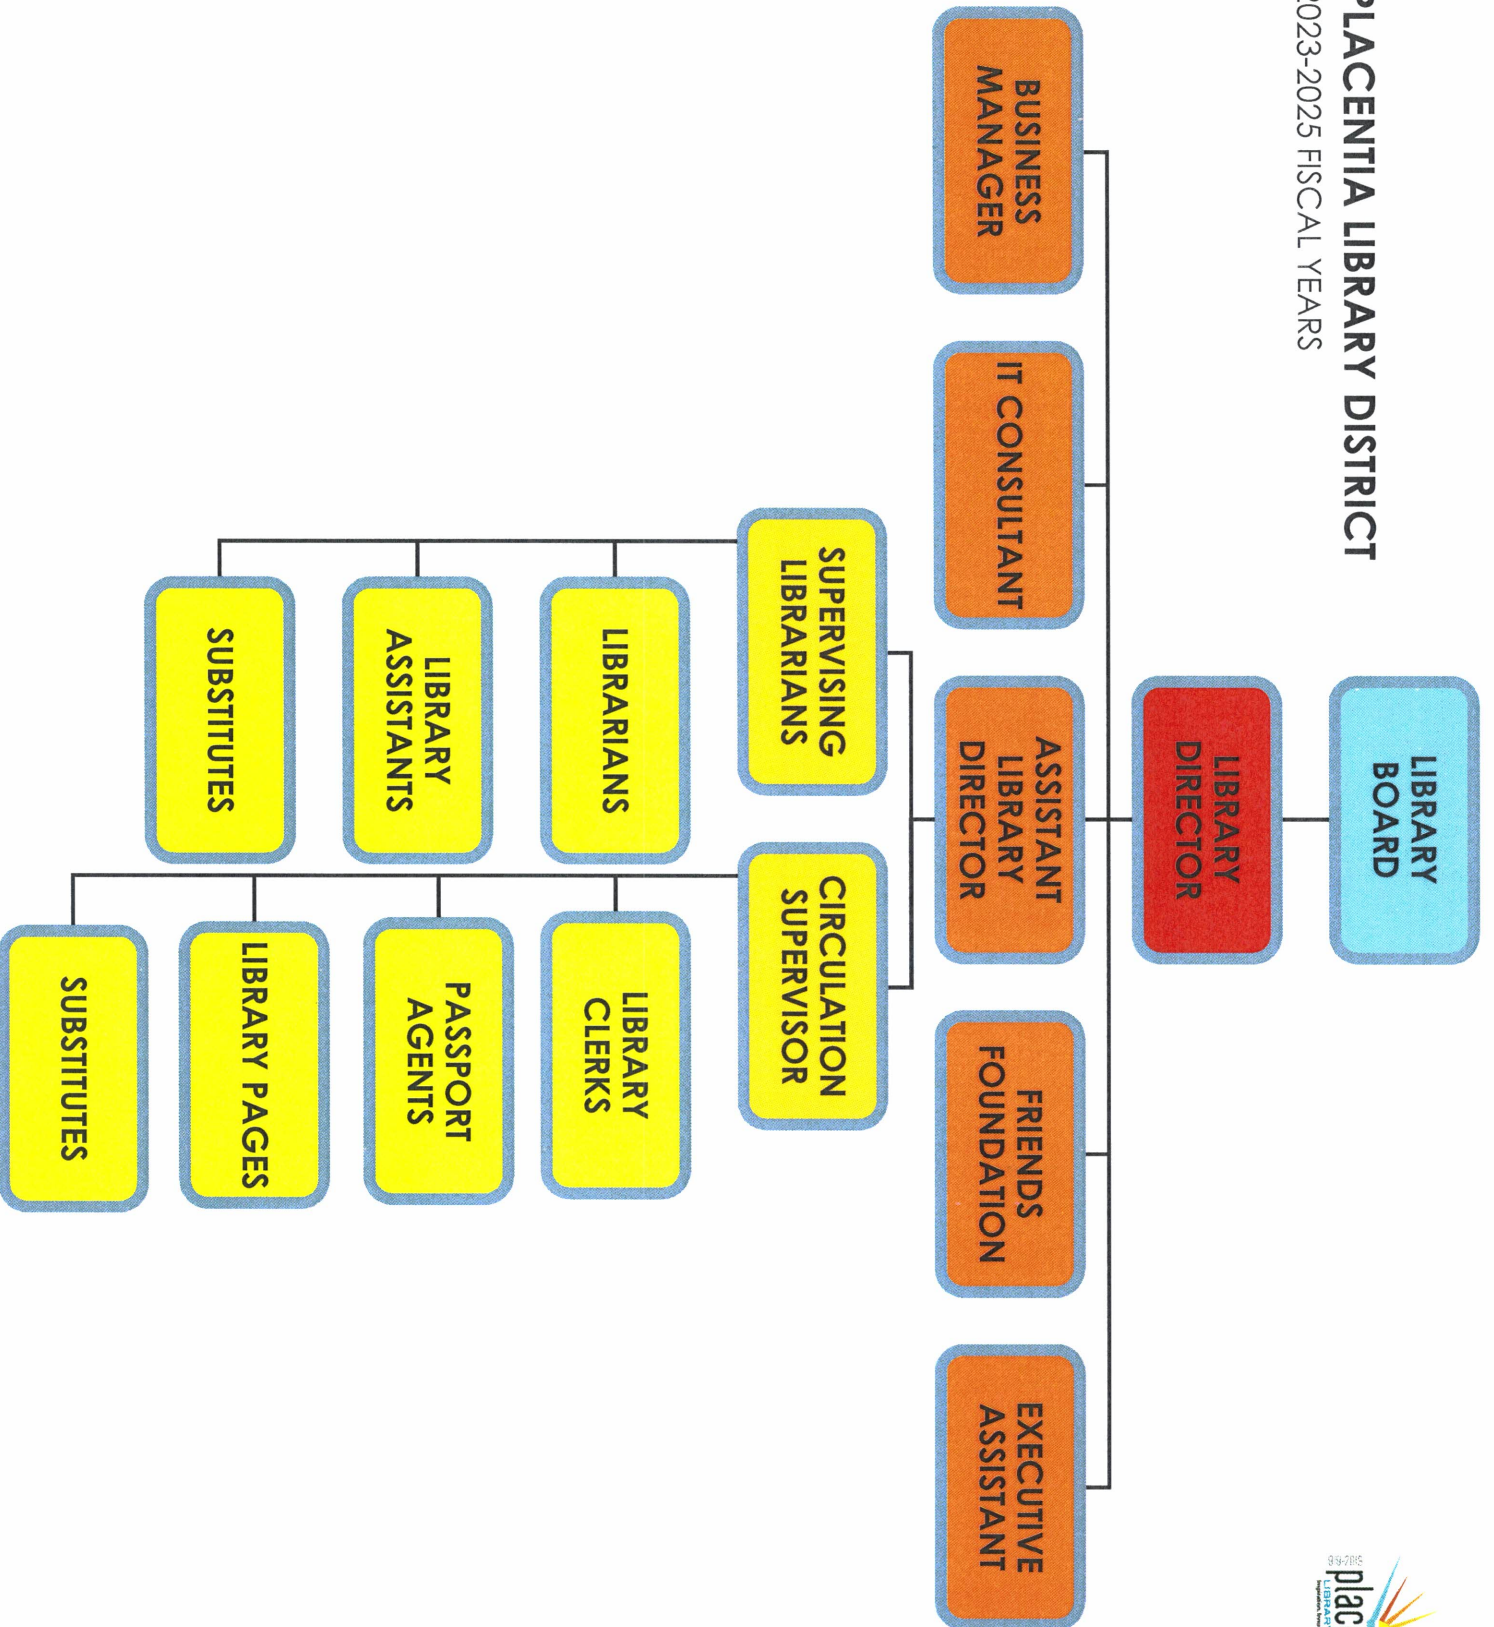 PLACENTIA LIBRARY DISTRICT
2023-2025 FISCAL YEARS
plac
LIBRARY
BOARD
LIBRARY
DIRECTOR
BUSINESS
MANAGER
IT CONSULTANT
ASSISTANT
LIBRARY
DIRECTOR
FRIENDS
FOUNDATION
EXECUTIVE
ASSISTANT
SUPERVISING
LIBRARIANS
CIRCULATION
SUPERVISOR
LIBRARIANS
LIBRARY
CLERKS
LIBRARY
ASSISTANTS
PASSPORT
AGENTS
SUBSTITUTES
LIBRARY PAGES
SUBSTITUTES